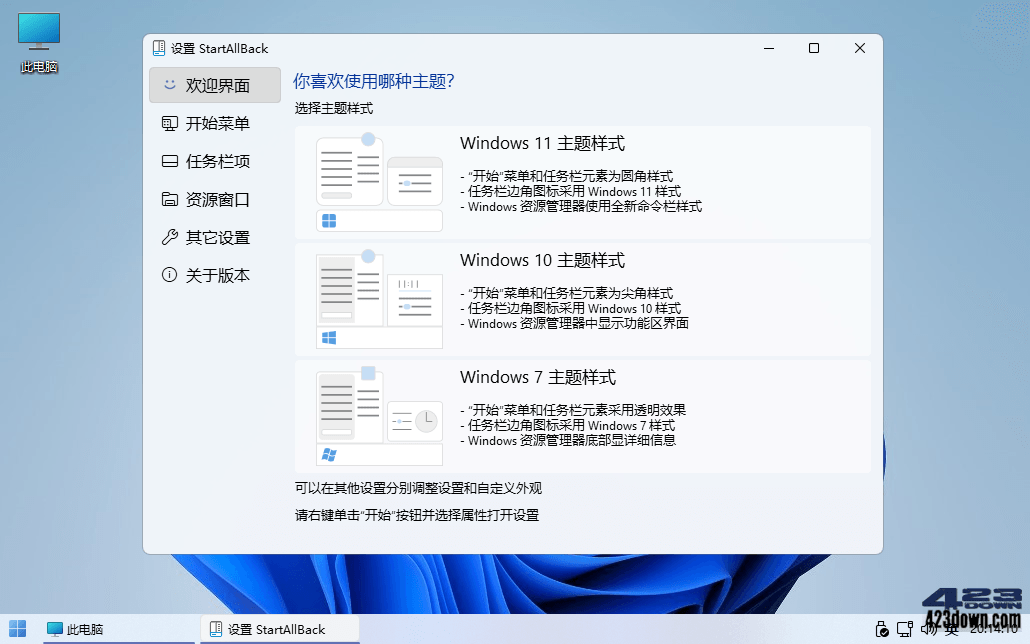 此电脑
设置 StartAllBack
欢迎界面
开始菜单
任务栏项
资源窗口
其它设置
关于版本
你喜欢使用哪种主题？
选择主题样式
Windows 11 主题样式
- “开始”菜单和任务栏元素为圆角样式
- 任务栏边角图标采用 Windows 11 样式
- Windows 资源管理器使用全新命令栏样式
Windows 10 主题样式
- “开始”菜单和任务栏元素为尖角样式
- 任务栏边角图标采用 Windows 10 样式
- Windows 资源管理器中显示功能区界面
Windows 7 主题样式
- “开始”菜单和任务栏元素采用透明效果
- 任务栏边角图标采用 Windows 7 样式
- Windows 资源管理器底部显详细信息
可以在其他设置分别调整设置和自定义外观
请右键单击“开始”按钮并选择属性打开设置
423
DOWN
423down.com
此电脑
设置 StartAllBack
英
20:14:10